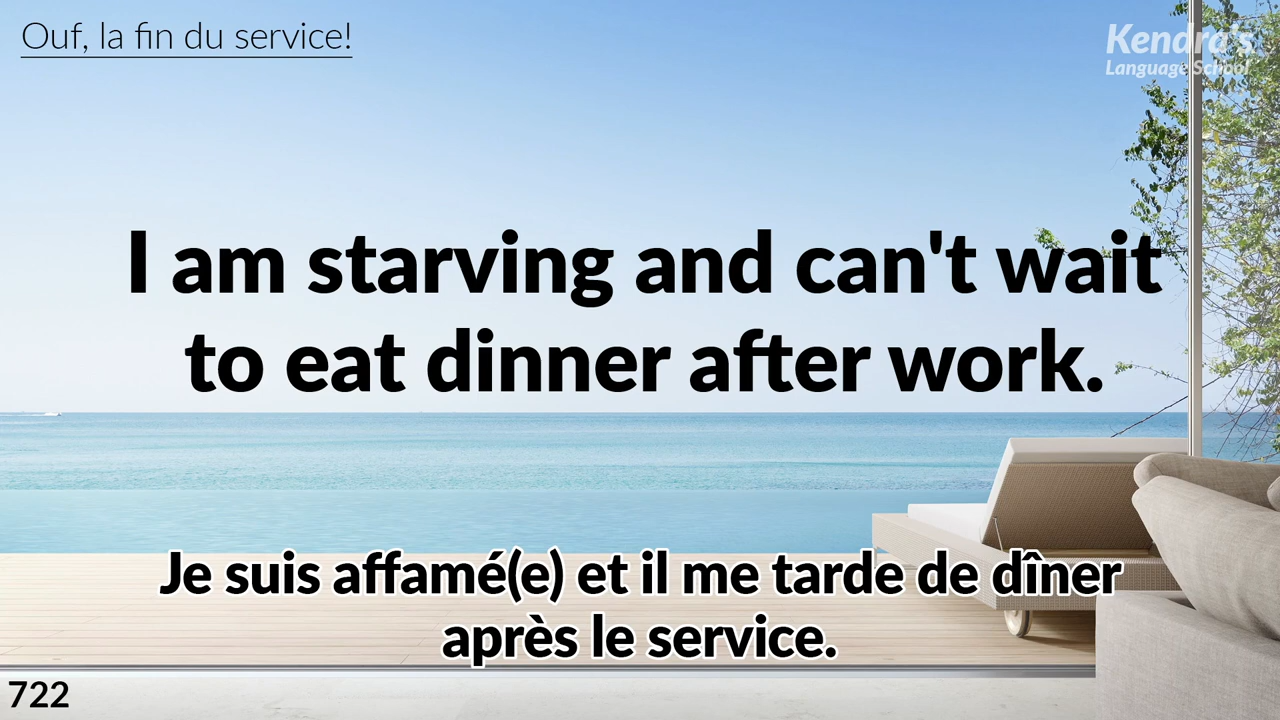 Ouf, la fin du service!
Kendra's
Language School
I am starving and can't wait
to eat dinner after work.
Je suis affamé(e) et il me tarde de dîner
après le service.
722